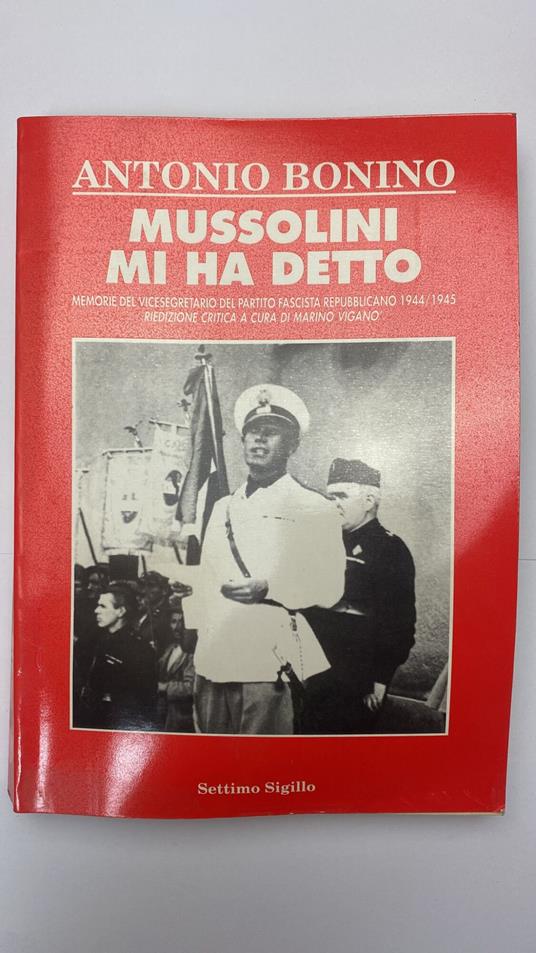 ANTONIO BONINO
MUSSOLINI
MI HA DETTO
MEMORIE DEL VICESEGRETARIO DEL PARTITO FASCISTA REPUBBLICANO 1944/1945
RIEDIZIONE CRITICA A CURA DI MARINO VIGANO'
Settimo Sigillo